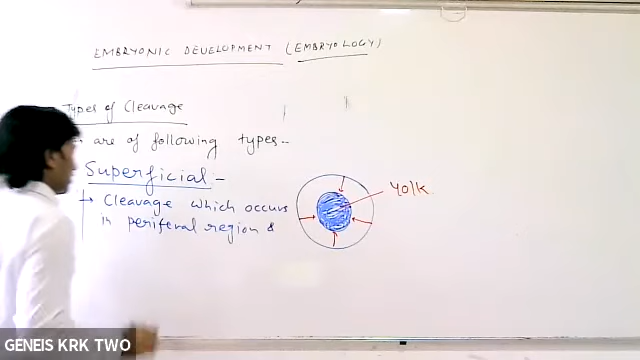 EMBRYONIC DEVELOPMENT (EMBRYOLOGY)
Types of Cleavage
are of following types-
Superficial -
→ Cleavage which occurs
in periferal region &
Yolk
GENEIS KRK TWO